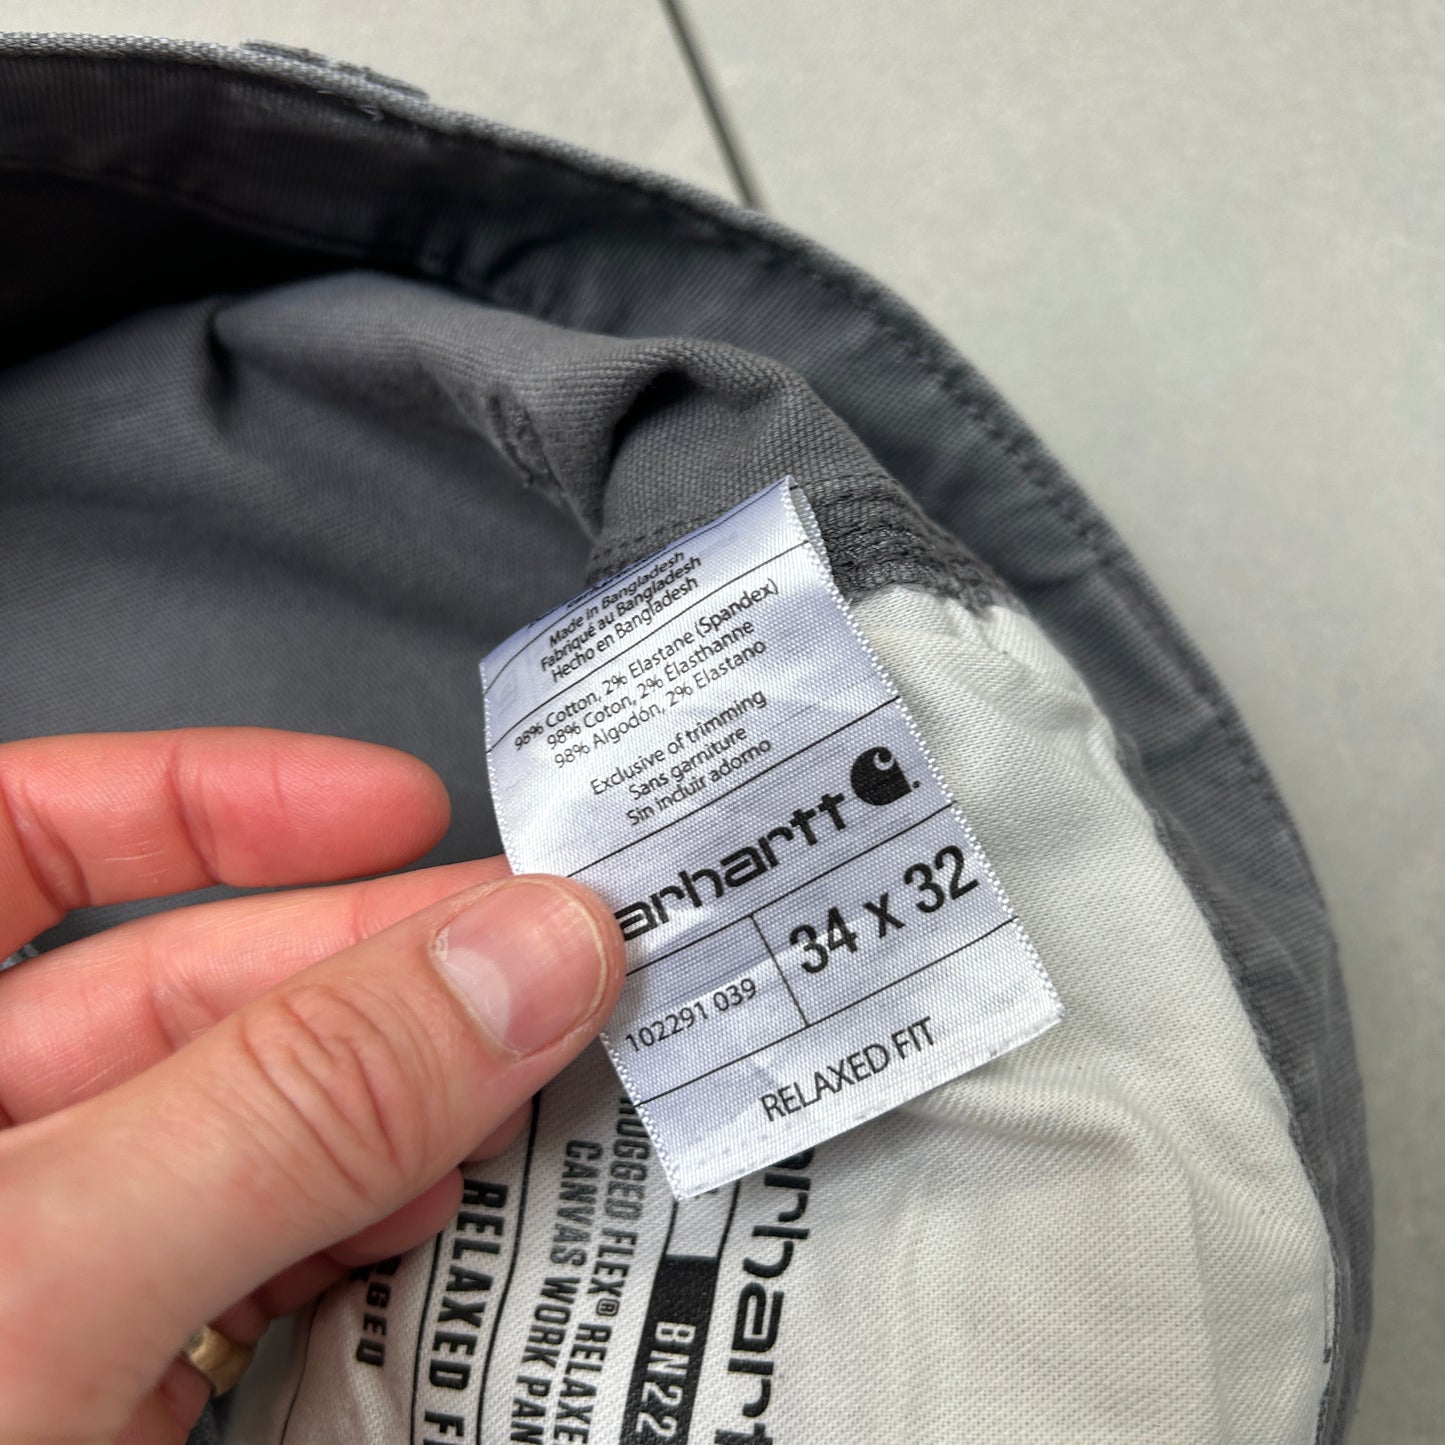 Made in Bangladesh
Fabriqué au Bangladesh
Hecho en Bangladesh
98% Cotton, 2% Elastane (Spandex)
98% Coton, 2% Élasthanne
98% Algodón, 2% Elastano
Exclusive of trimming
Sans garniture
Sin incluir adorno
arhartt
102291 039
34 x 32
RELAXED FIT
arhart
BN22
RUGGED FLEX® RELAXE
CANVAS WORK PAN
RELAXED F